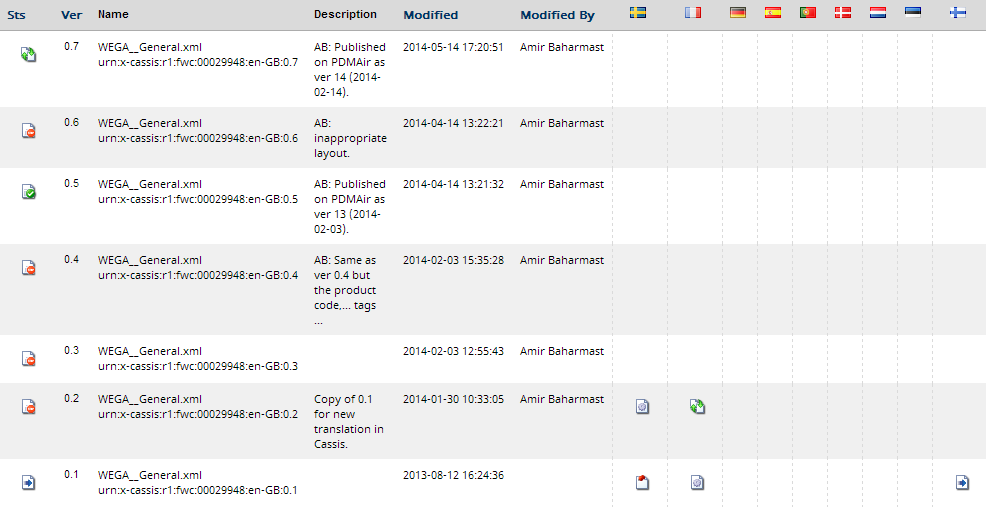 Sts Ver Name Description Modified Modified By
0.7 WEGA__General.xml AB: Published 2014-05-14 17:20:51 Amir Baharmast
urn:x-cassis:r1:fwc:00029948:en-GB:0.7 on PDMAir as
ver 14 (2014-
02-14).
0.6 WEGA__General.xml AB: 2014-04-14 13:22:21 Amir Baharmast
urn:x-cassis:r1:fwc:00029948:en-GB:0.6 inappropriate
layout.
0.5 WEGA__General.xml AB: Published 2014-04-14 13:21:32 Amir Baharmast
urn:x-cassis:r1:fwc:00029948:en-GB:0.5 on PDMAir as
ver 13 (2014-
02-03).
0.4 WEGA__General.xml AB: Same as 2014-02-03 15:35:28 Amir Baharmast
urn:x-cassis:r1:fwc:00029948:en-GB:0.4 ver 0.4 but
the product
code,... tags
...
0.3 WEGA__General.xml 2014-02-03 12:55:43 Amir Baharmast
urn:x-cassis:r1:fwc:00029948:en-GB:0.3
0.2 WEGA__General.xml Copy of 0.1 2014-01-30 10:33:05 Amir Baharmast
urn:x-cassis:r1:fwc:00029948:en-GB:0.2 for new
translation in
Cassis.
0.1 WEGA__General.xml 2013-08-12 16:24:36
urn:x-cassis:r1:fwc:00029948:en-GB:0.1